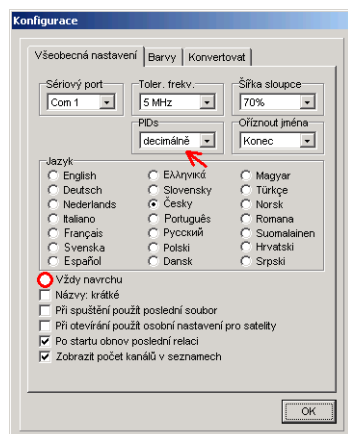 Konfigurace
Všeobecná nastavení Barvy Konvertovat
Sériový port Toler. frekv. Šířka sloupce
Com 1 5 MHz 70%
PIDs Oříznout jména
decimálně Konec
Jazyk
English Ελληνικά Magyar
Deutsch Slovensky Türkçe
Nederlands Česky Norsk
Italiano Português Romana
Français Русский Suomalainen
Svenska Polski Hrvatski
Español Dansk Srpski
Vždy navrchu
Názvy: krátké
Při spuštění použít poslední soubor
Při otevírání použít osobní nastavení pro satelity
Po startu obnov poslední relaci
Zobrazit počet kanálů v seznamech
OK